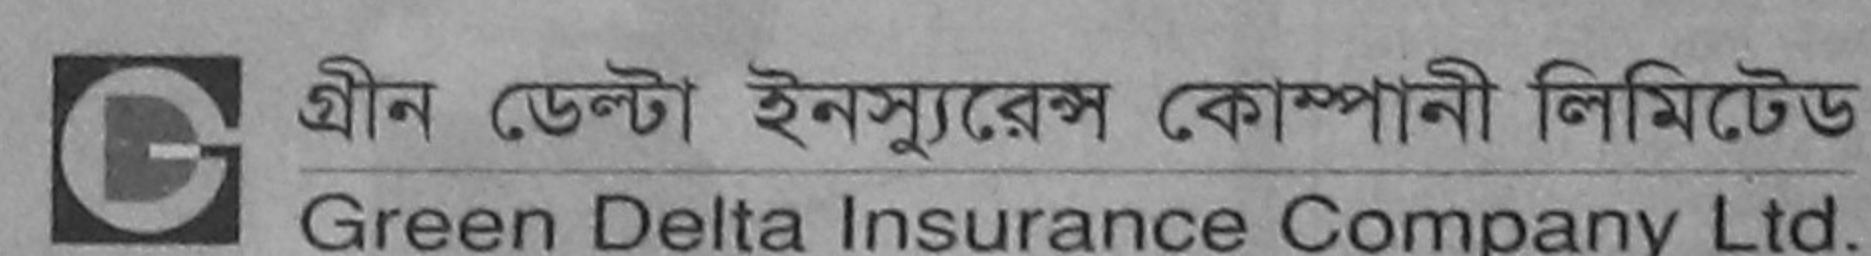 গ্রীন ডেল্টা ইনস্যুরেন্স কোম্পানী লিমিটেড
Green Delta Insurance Company Ltd.